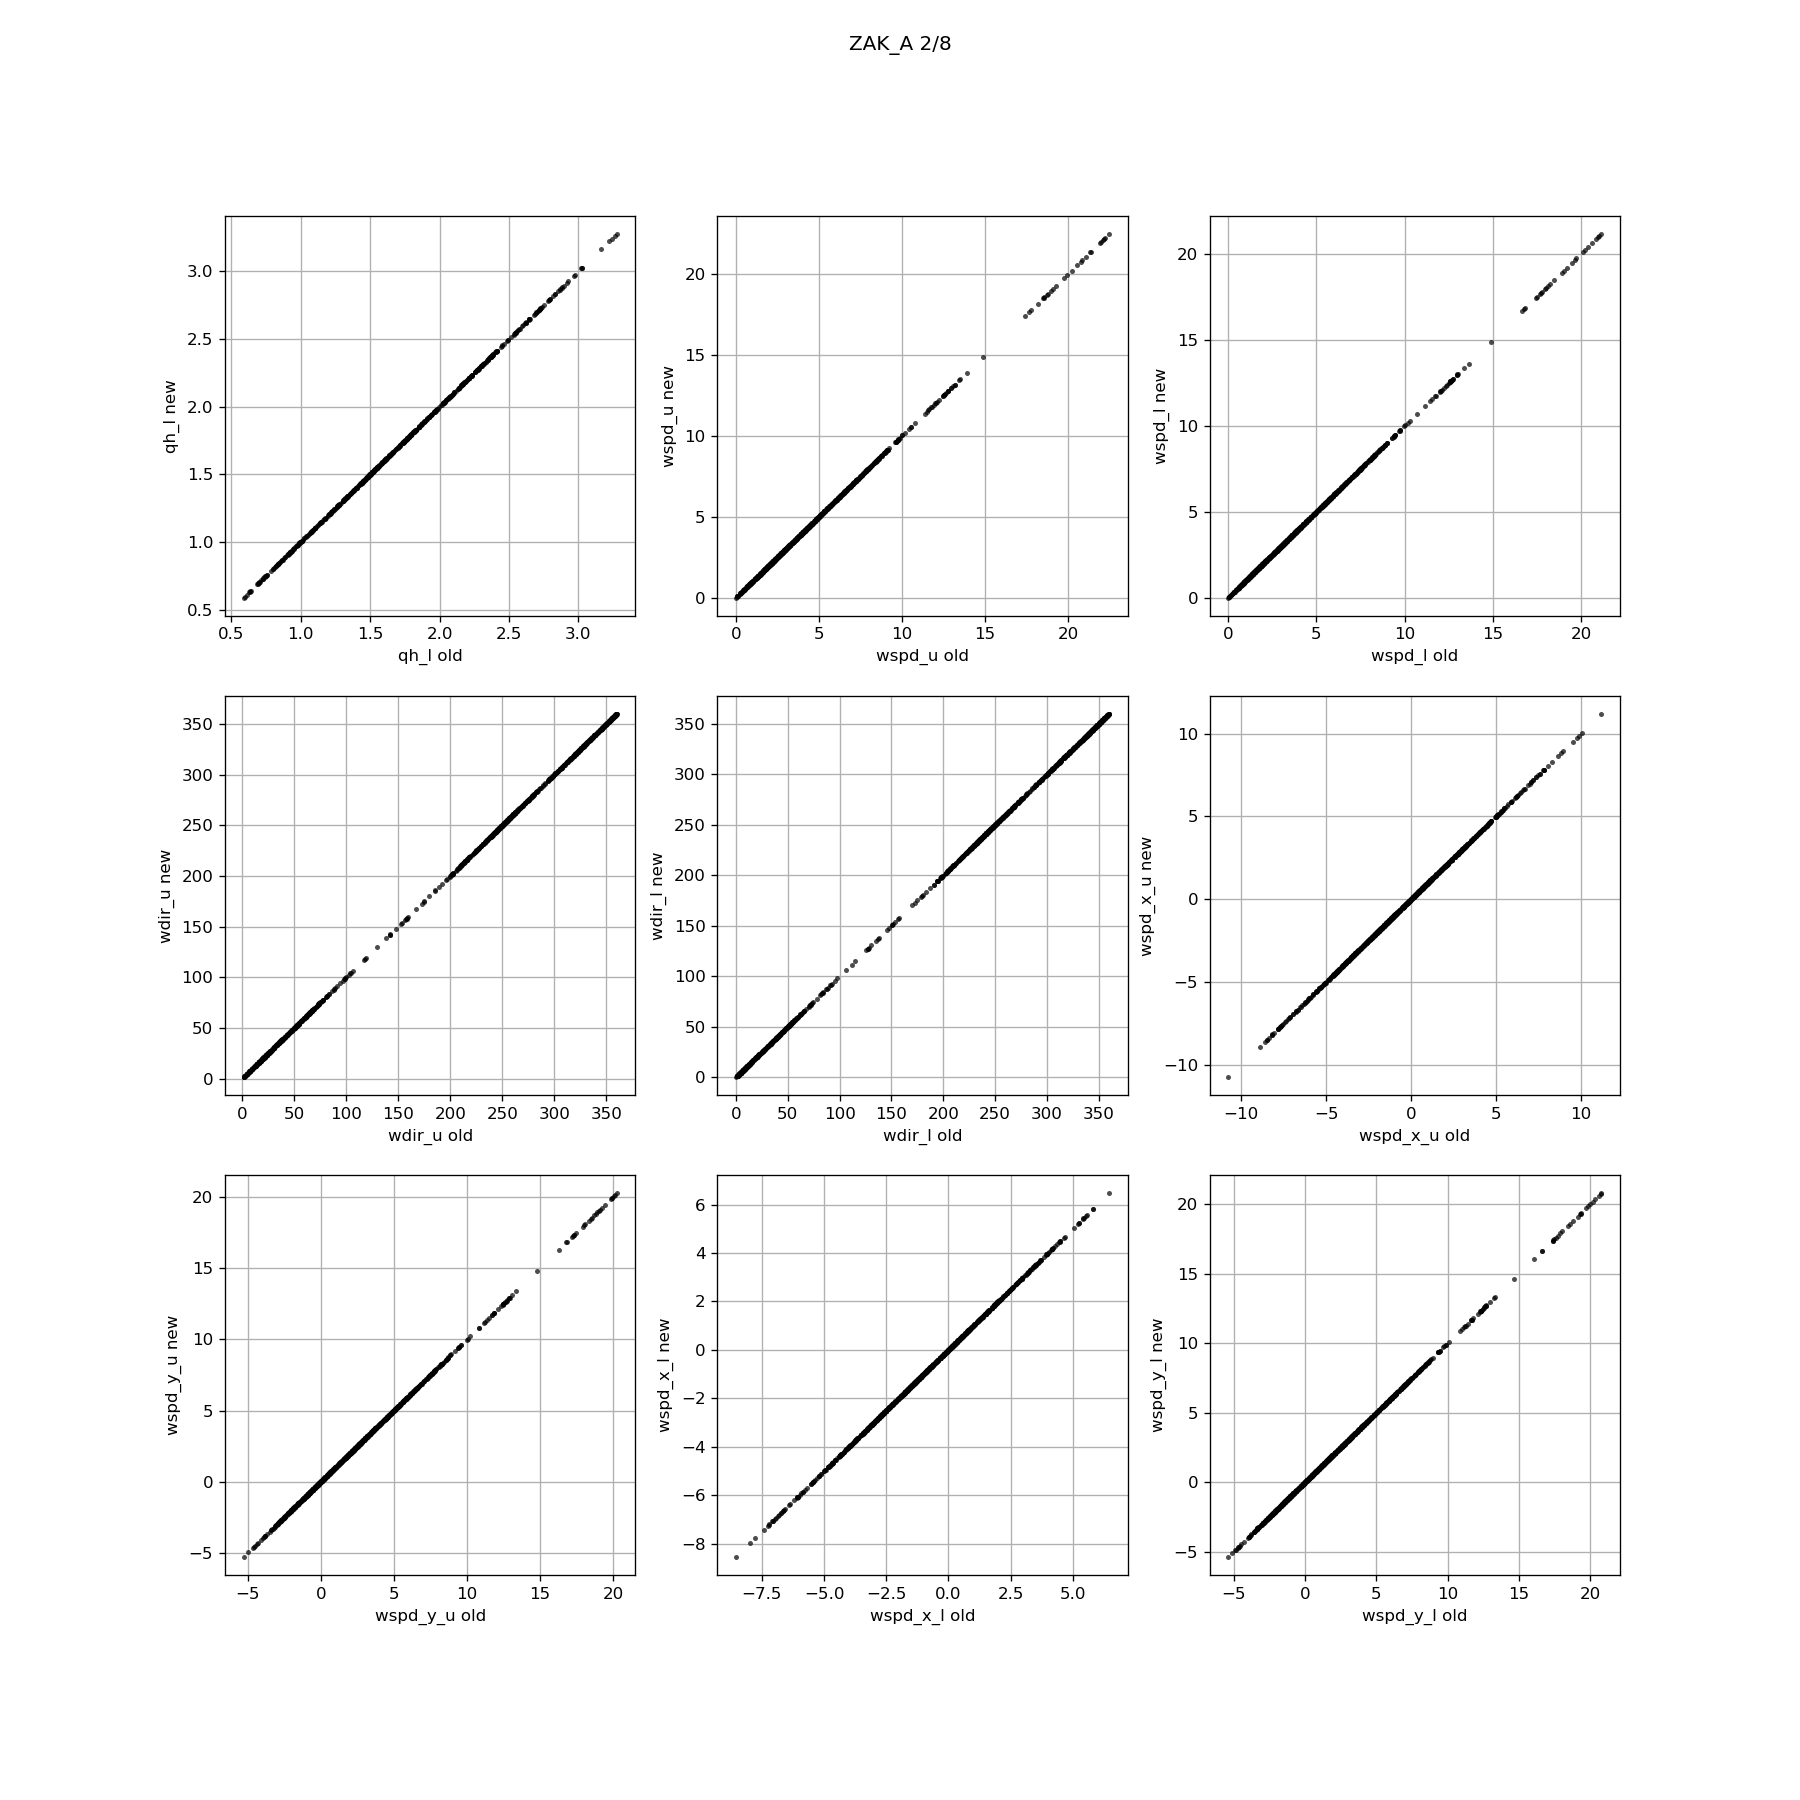 ZAK_A 2/8
3.0
2.5
2.0
1.5
1.0
0.5
qh_l new
0.5 1.0 1.5 2.0 2.5 3.0
qh_l old
20
15
10
5
0
wspd_u new
0 5 10 15 20
wspd_u old
20
15
10
5
0
wspd_l new
0 5 10 15 20
wspd_l old
350
300
250
200
150
100
50
0
wdir_u new
0 50 100 150 200 250 300 350
wdir_u old
350
300
250
200
150
100
50
0
wdir_l new
0 50 100 150 200 250 300 350
wdir_l old
10
5
0
−5
−10
wspd_x_u new
−10 −5 0 5 10
wspd_x_u old
20
15
10
5
0
−5
wspd_y_u new
−5 0 5 10 15 20
wspd_y_u old
6
4
2
0
−2
−4
−6
−8
wspd_x_l new
−7.5 −5.0 −2.5 0.0 2.5 5.0
wspd_x_l old
20
15
10
5
0
−5
wspd_y_l new
−5 0 5 10 15 20
wspd_y_l old